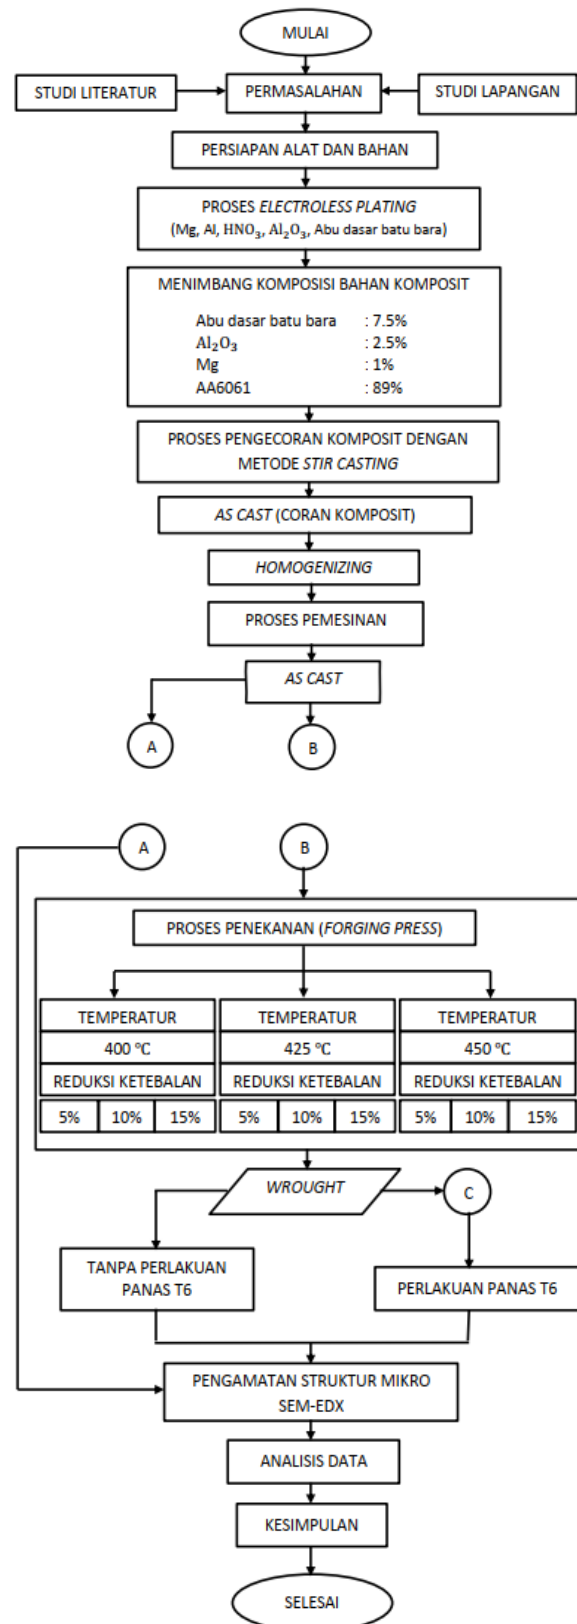 MULAI
STUDI LITERATUR
PERMASALAHAN
STUDI LAPANGAN
PERSIAPAN ALAT DAN BAHAN
PROSES ELECTROLESS PLATING
(Mg, Al, HNO₃, Al₂O₃, Abu dasar batu bara)
MENIMBANG KOMPOSISI BAHAN KOMPOSIT
Abu dasar batu bara : 7.5%
Al₂O₃ : 2.5%
Mg : 1%
AA6061 : 89%
PROSES PENGECORAN KOMPOSIT DENGAN
METODE STIR CASTING
AS CAST (CORAN KOMPOSIT)
HOMOGENIZING
PROSES PEMESINAN
AS CAST
A
B
A
B
PROSES PENEKANAN (FORGING PRESS)
TEMPERATUR TEMPERATUR TEMPERATUR
400 °C 425 °C 450 °C
REDUKSI KETEBALAN REDUKSI KETEBALAN REDUKSI KETEBALAN
5% 10% 15% 5% 10% 15% 5% 10% 15%
WROUGHT
C
TANPA PERLAKUAN
PANAS T6
PERLAKUAN PANAS T6
PENGAMATAN STRUKTUR MIKRO
SEM-EDX
ANALISIS DATA
KESIMPULAN
SELESAI